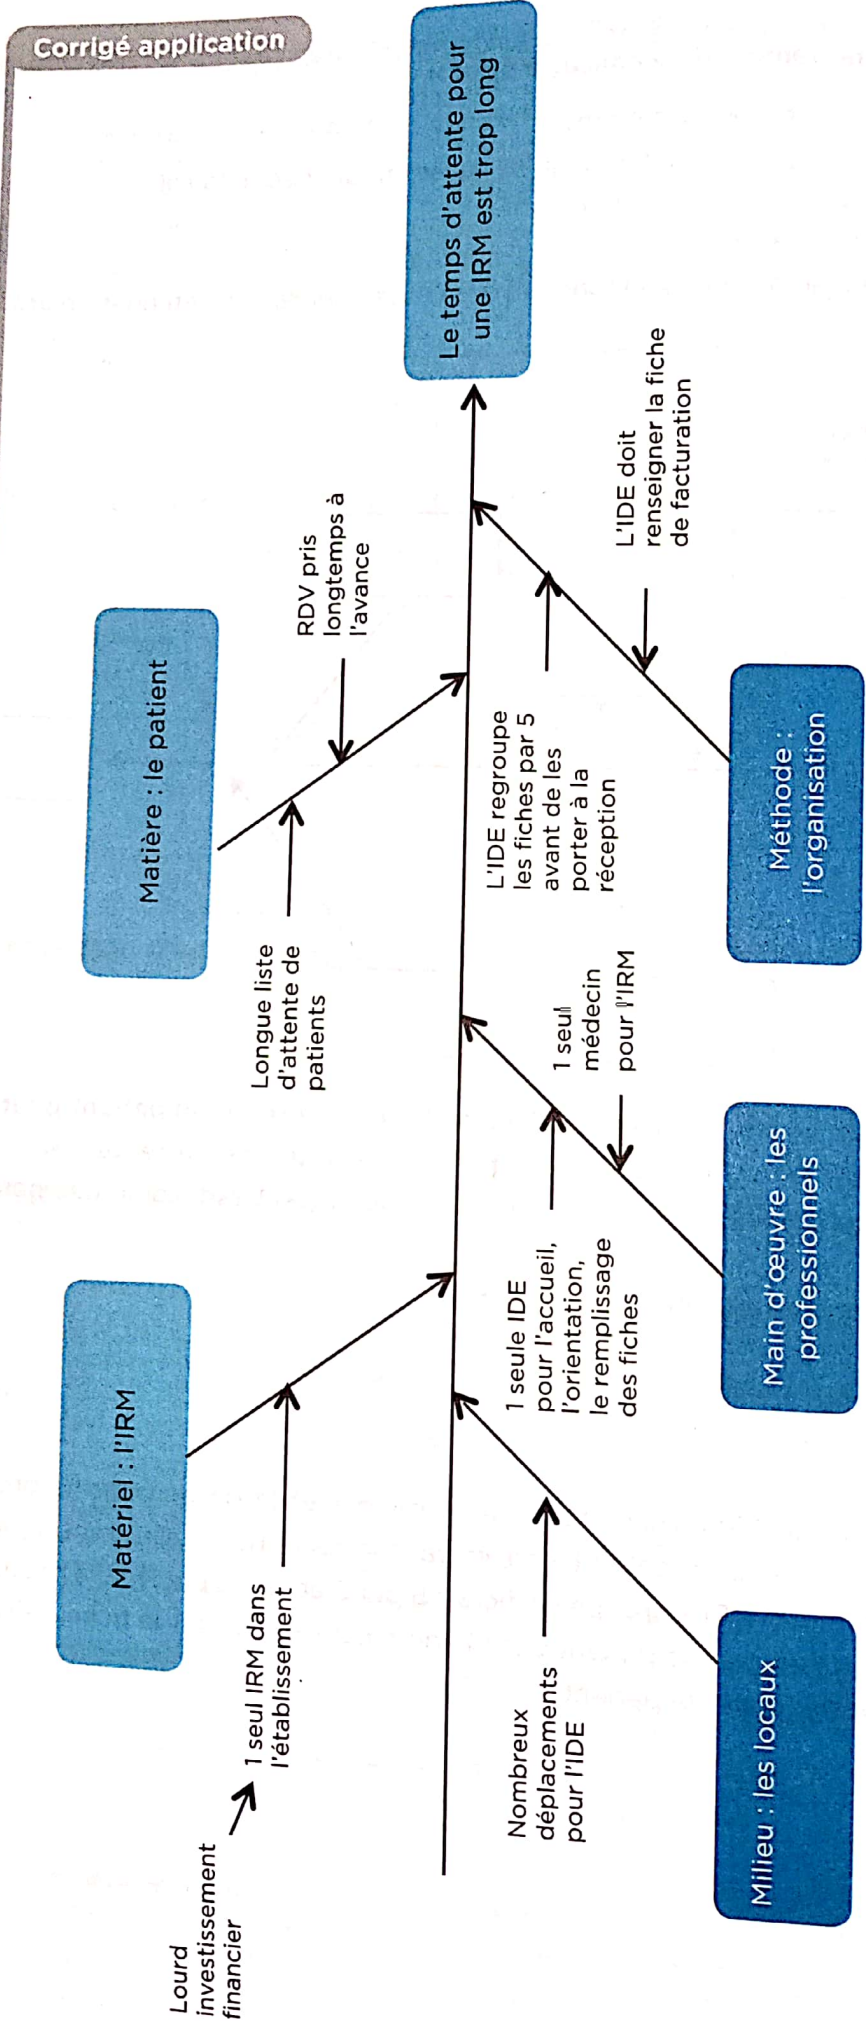 Corrigé application
Matériel : l'IRM
Matière : le patient
Lourd
investissement
financier
1 seul IRM dans
l'établissement
Longue liste
d'attente de
patients
RDV pris
longtemps à
l'avance
Le temps d'attente pour
une IRM est trop long
Nombreux
déplacements
pour l'IDE
1 seule IDE
pour l'accueil,
l'orientation,
le remplissage
des fiches
1 seul
médecin
pour l'IRM
L'IDE regroupe
les fiches par 5
avant de les
porter à la
réception
L'IDE doit
renseigner la fiche
de facturation
Milieu : les locaux
Main d'œuvre : les
professionnels
Méthode :
l'organisation